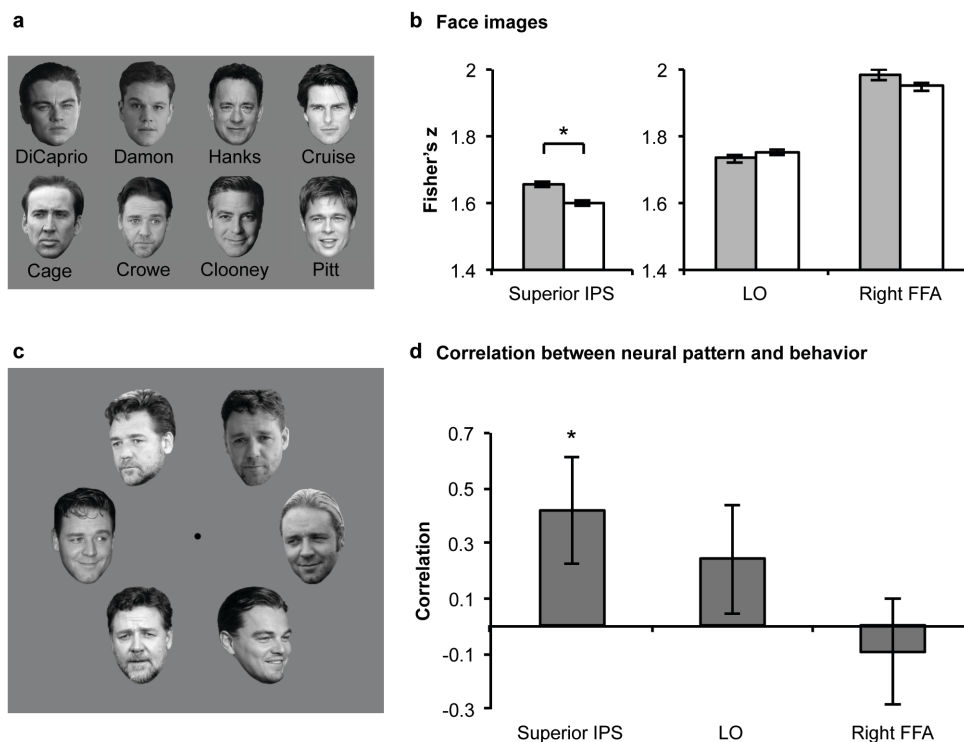 a
DiCaprio Damon Hanks Cruise
Cage Crowe Clooney Pitt
b Face images
Fisher's z
2
1.8
1.6
1.4
*
Superior IPS
2
1.8
1.6
1.4
LO Right FFA
c
d Correlation between neural pattern and behavior
Correlation
0.7
0.5
0.3
0.1
-0.1
-0.3
*
Superior IPS LO Right FFA